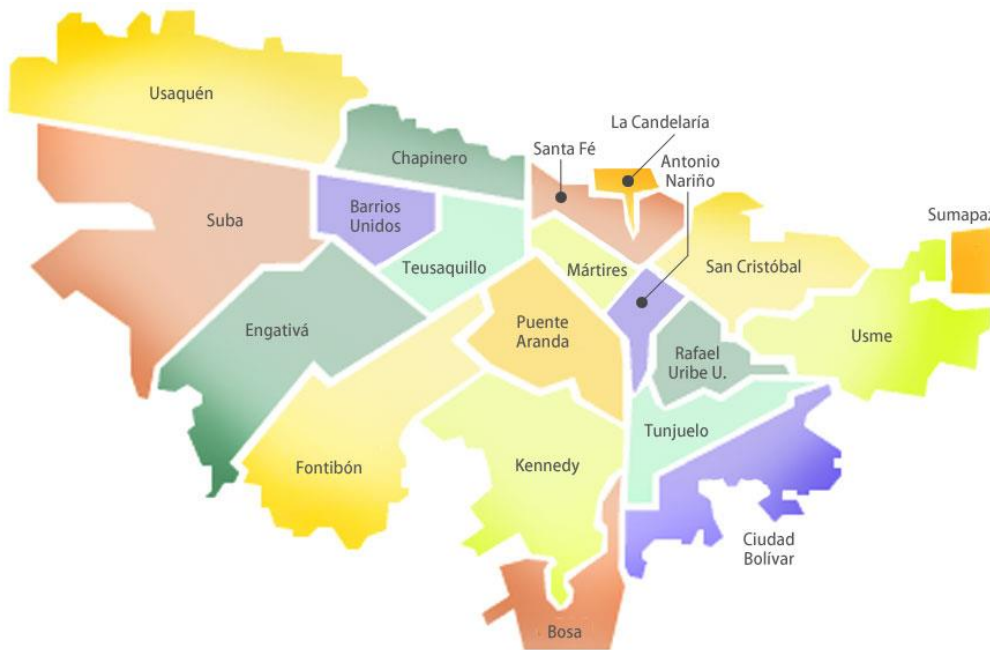 Usaquén
La Candelaría
Santa Fé
Antonio
Nariño
Chapinero
Suba
Barrios
Unidos
Sumapaz
Teusaquillo
Mártires
San Cristóbal
Engativá
Puente
Aranda
Usme
Rafael
Uribe U.
Tunjuelo
Fontibón
Kennedy
Ciudad
Bolívar
Bosa